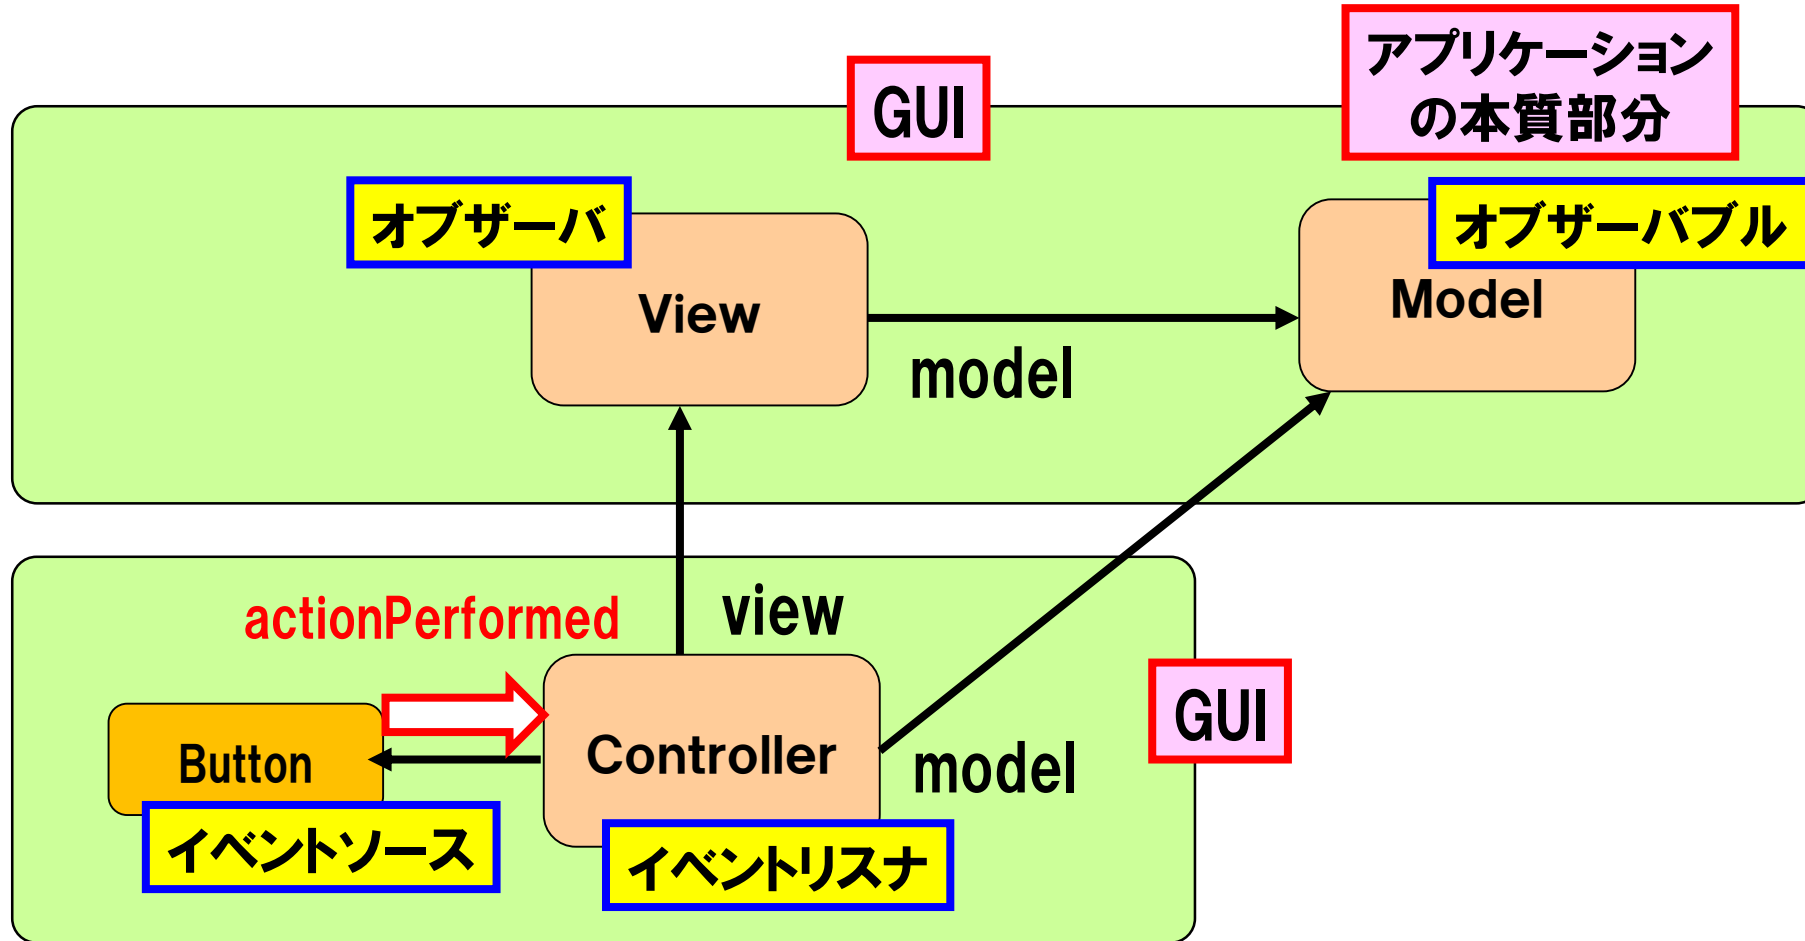 アプリケーション
の本質部分
GUI
オブザーバ
オブザーバブル
View
Model
model
actionPerformed
view
GUI
Button
Controller
model
イベントソース
イベントリスナ